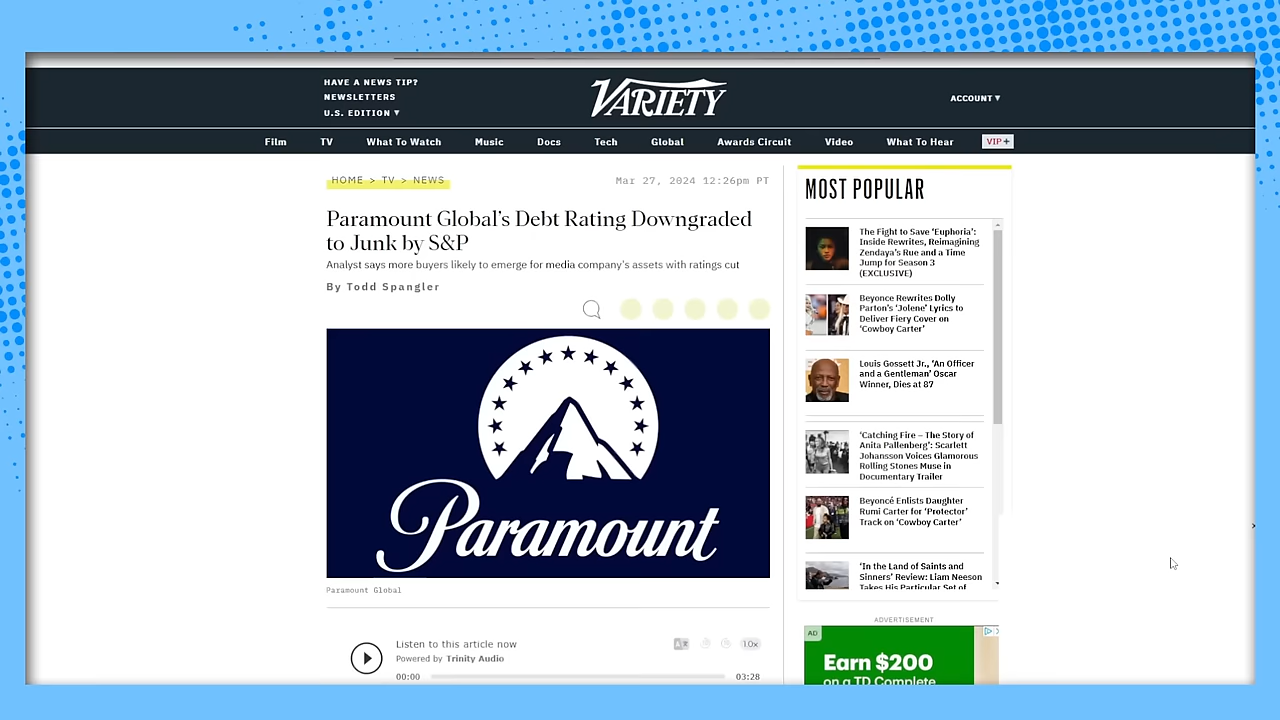 HAVE A NEWS TIP?
NEWSLETTERS
U.S. EDITION ▼
VARIETY
ACCOUNT ▼
Film TV What To Watch Music Docs Tech Global Awards Circuit Video What To Hear VIP+
HOME > TV > NEWS
Mar 27, 2024 12:26pm PT
Paramount Global's Debt Rating Downgraded
to Junk by S&P
Analyst says more buyers likely to emerge for media company's assets with ratings cut
By Todd Spangler
Paramount
Paramount Global
Listen to this article now
Powered by Trinity Audio
1.0x
00:00
03:28
MOST POPULAR
The Fight to Save 'Euphoria':
Inside Rewrites, Reimagining
Zendaya's Rue and a Time
Jump for Season 3
(EXCLUSIVE)
Beyonce Rewrites Dolly
Parton's 'Jolene' Lyrics to
Deliver Fiery Cover on
'Cowboy Carter'
Louis Gossett Jr., 'An Officer
and a Gentleman' Oscar
Winner, Dies at 87
'Catching Fire – The Story of
Anita Pallenberg': Scarlett
Johansson Voices Glamorous
Rolling Stones Muse in
Documentary Trailer
Beyoncé Enlists Daughter
Rumi Carter for 'Protector'
Track on 'Cowboy Carter'
'In the Land of Saints and
Sinners' Review: Liam Neeson
Takes His Particular Set of
ADVERTISEMENT
AD
Earn $200
on a TD Complete